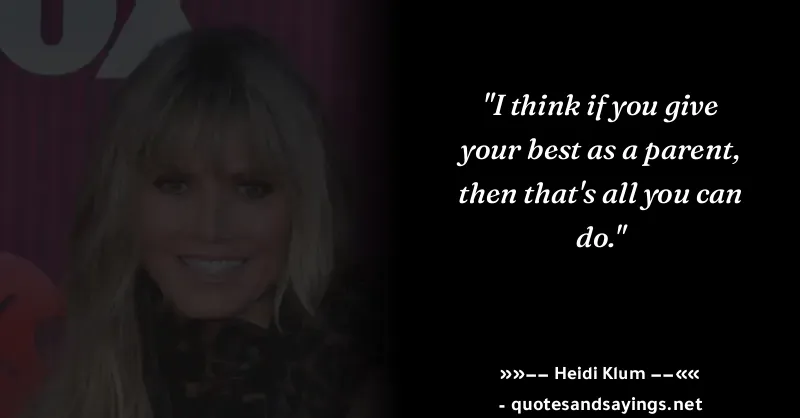 "I think if you give
your best as a parent,
then that's all you can
do."
»»−− Heidi Klum −−««
- quotesandsayings.net